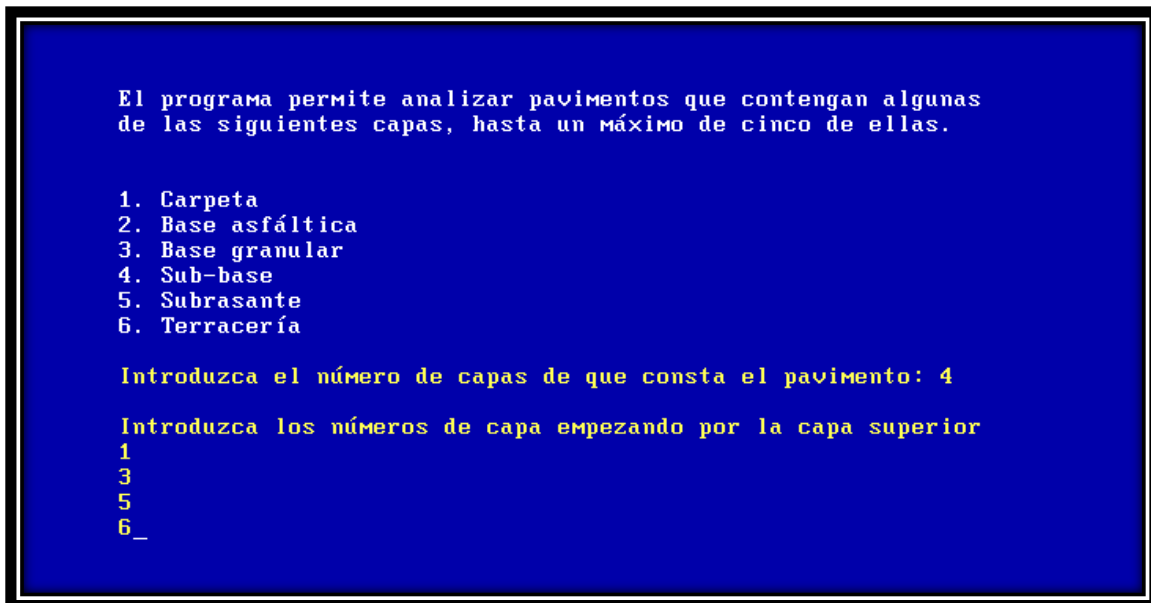 El programa permite analizar pavimentos que contengan algunas
de las siguientes capas, hasta un máximo de cinco de ellas.
1. Carpeta
2. Base asfáltica
3. Base granular
4. Sub-base
5. Subrasante
6. Terracería
Introduzca el número de capas de que consta el pavimento: 4
Introduzca los números de capa empezando por la capa superior
1
3
5
6_